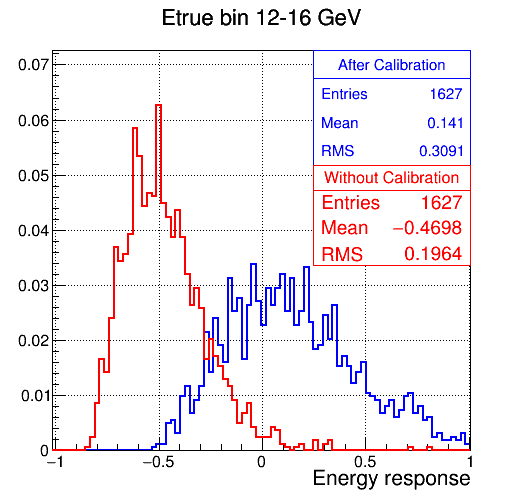 Etrue bin 12-16 GeV
After Calibration
Entries 1627
Mean 0.141
RMS 0.3091
Without Calibration
Entries 1627
Mean −0.4698
RMS 0.1964
0.07
0.06
0.05
0.04
0.03
0.02
0.01
0
−1 −0.5 0 0.5 1
Energy response